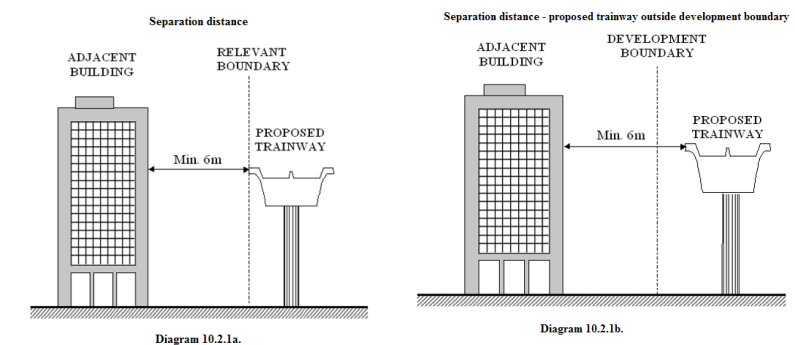 Separation distance
ADJACENT
BUILDING
RELEVANT
BOUNDARY
PROPOSED
TRAINWAY
Min. 6m
Diagram 10.2.1a.
Separation distance - proposed trainway outside development boundary
ADJACENT
BUILDING
DEVELOPMENT
BOUNDARY
PROPOSED
TRAINWAY
Min. 6m
Diagram 10.2.1b.